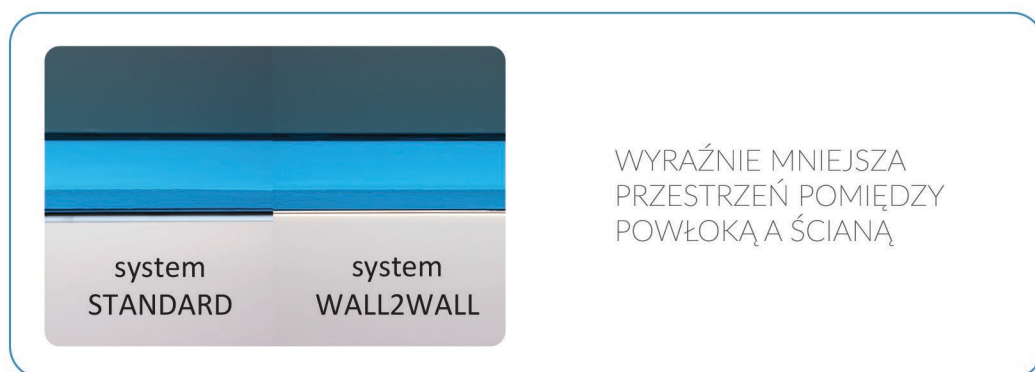 system
STANDARD
system
WALL2WALL
WYRAŹNIE MNIEJSZA
PRZESTRZEŃ POMIĘDZY
POWŁOKĄ A ŚCIANĄ